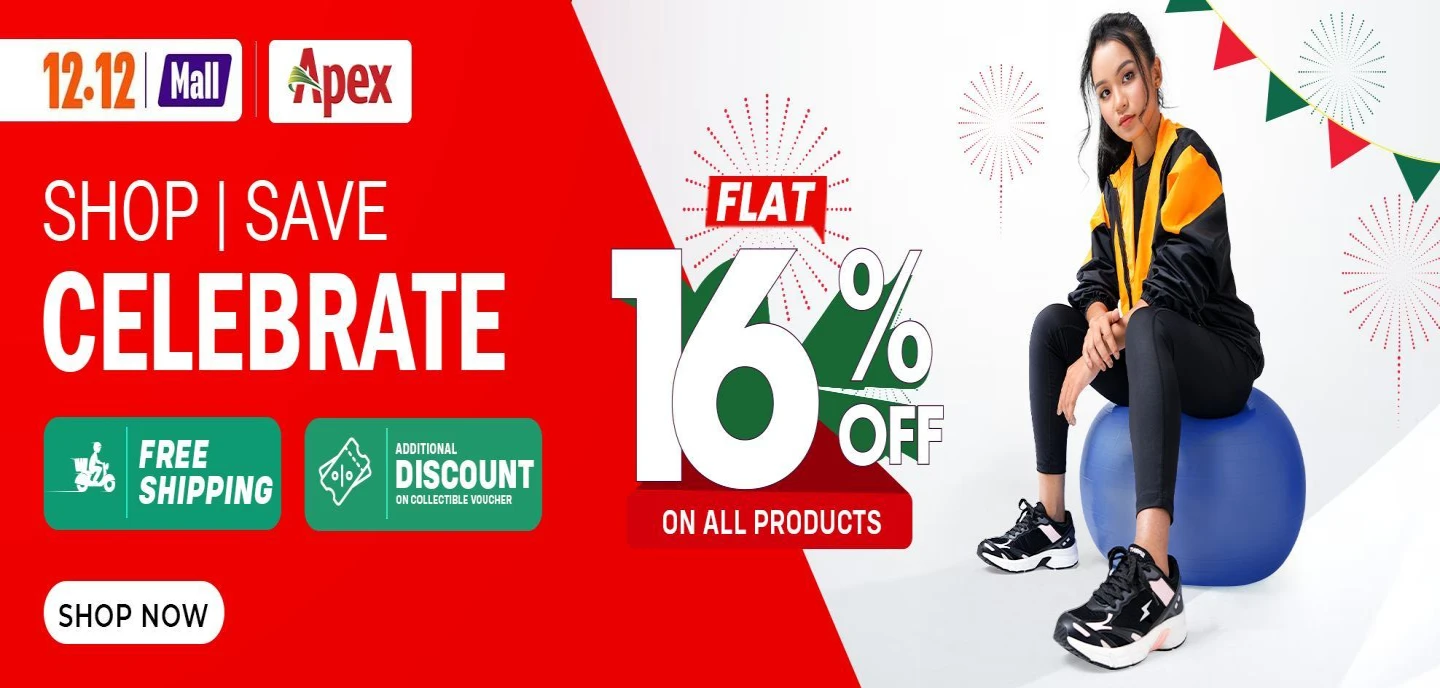 12.12 Mall
Apex
SHOP | SAVE
CELEBRATE
FREE
SHIPPING
ADDITIONAL
DISCOUNT
ON COLLECTIBLE VOUCHER
SHOP NOW
FLAT
16%
OFF
ON ALL PRODUCTS